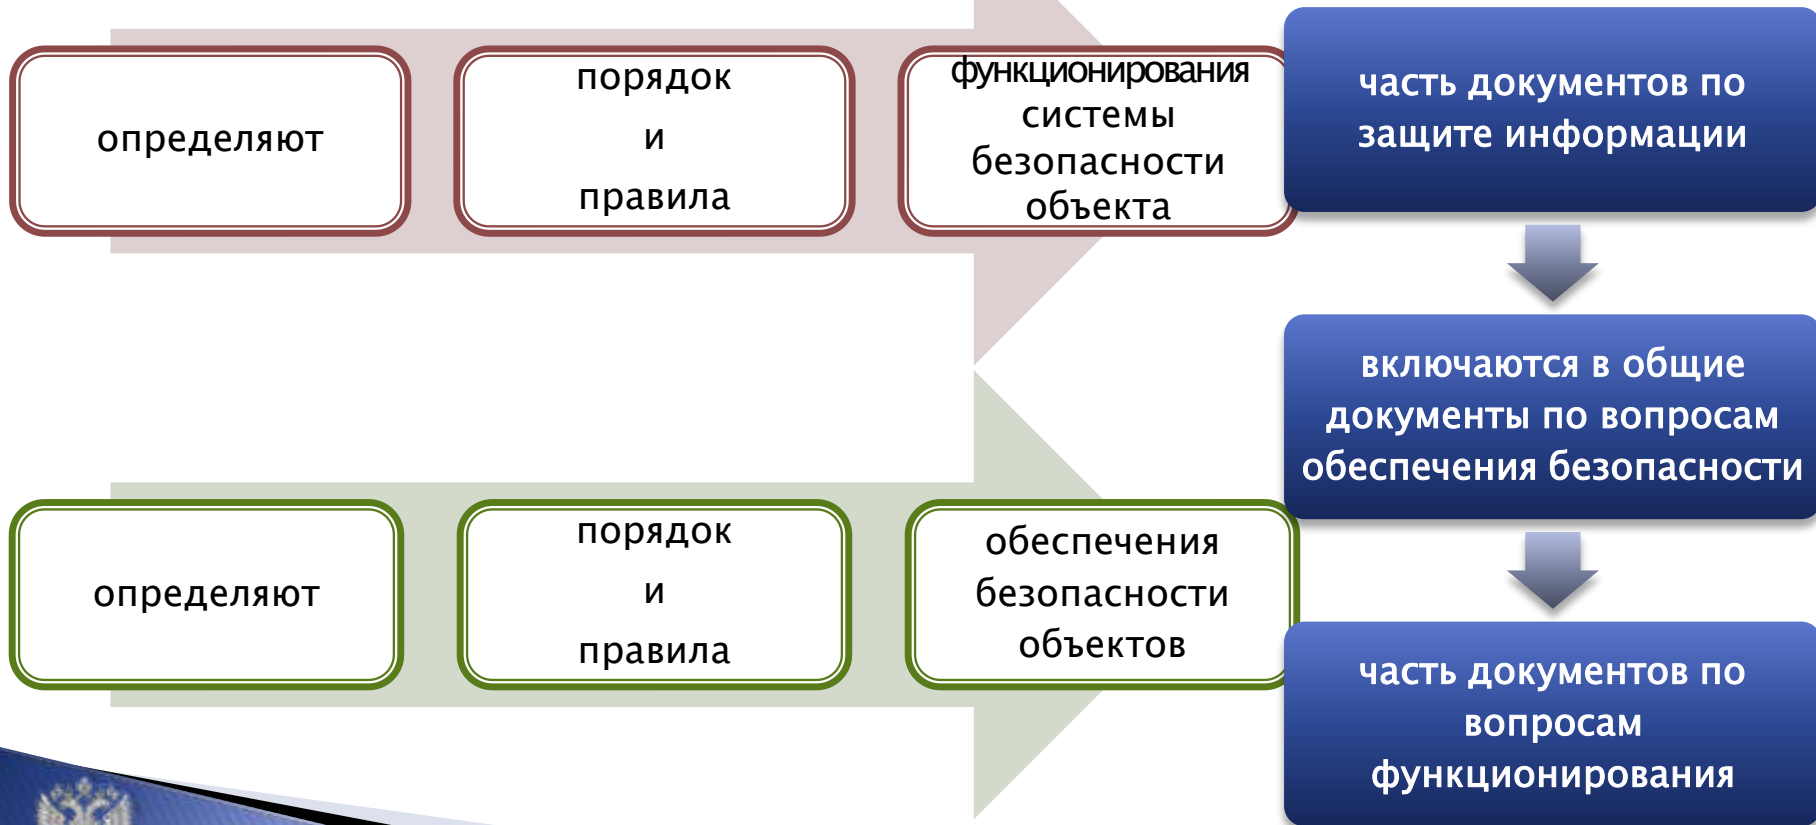 определяют
порядок
и
правила
функционирования
системы
безопасности
объекта
определяют
порядок
и
правила
обеспечения
безопасности
объектов
часть документов по
защите информации
включаются в общие
документы по вопросам
обеспечения безопасности
часть документов по
вопросам
функционирования